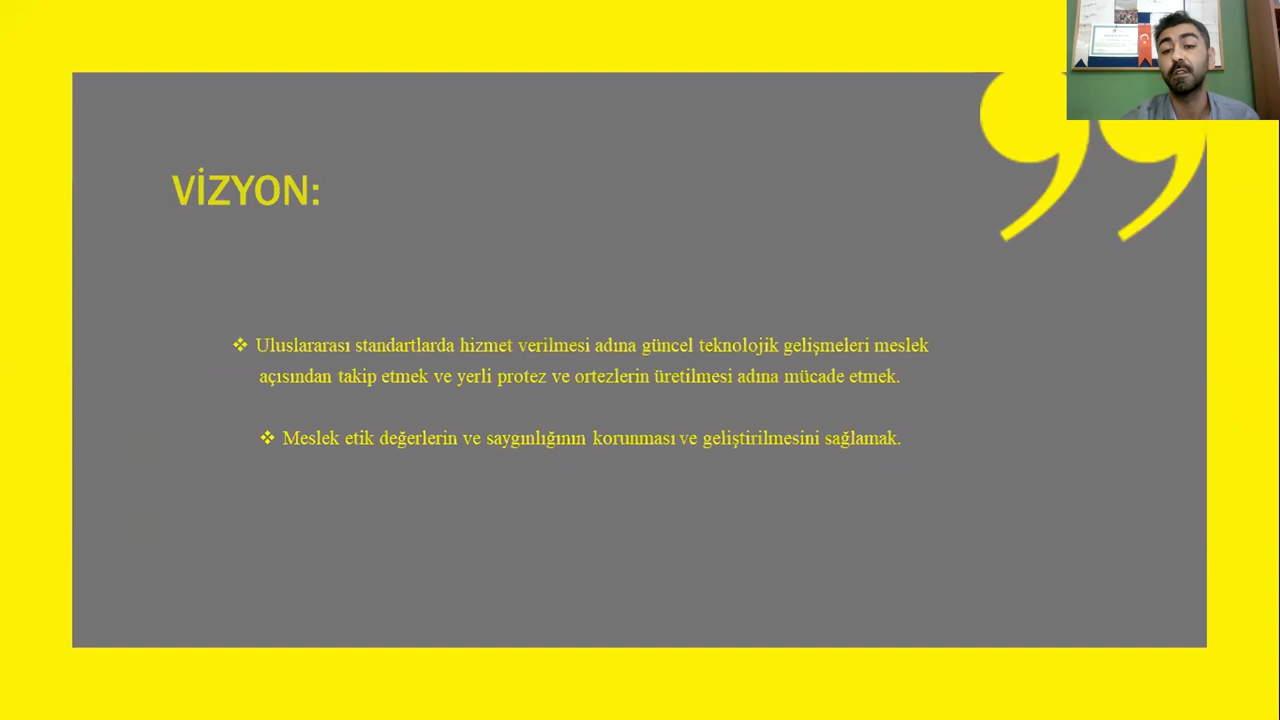 VİZYON:
❖ Uluslararası standartlarda hizmet verilmesi adına güncel teknolojik gelişmeleri meslek
açısından takip etmek ve yerli protez ve ortezlerin üretilmesi adına mücade etmek.
❖ Meslek etik değerlerin ve saygınlığının korunması ve geliştirilmesini sağlamak.